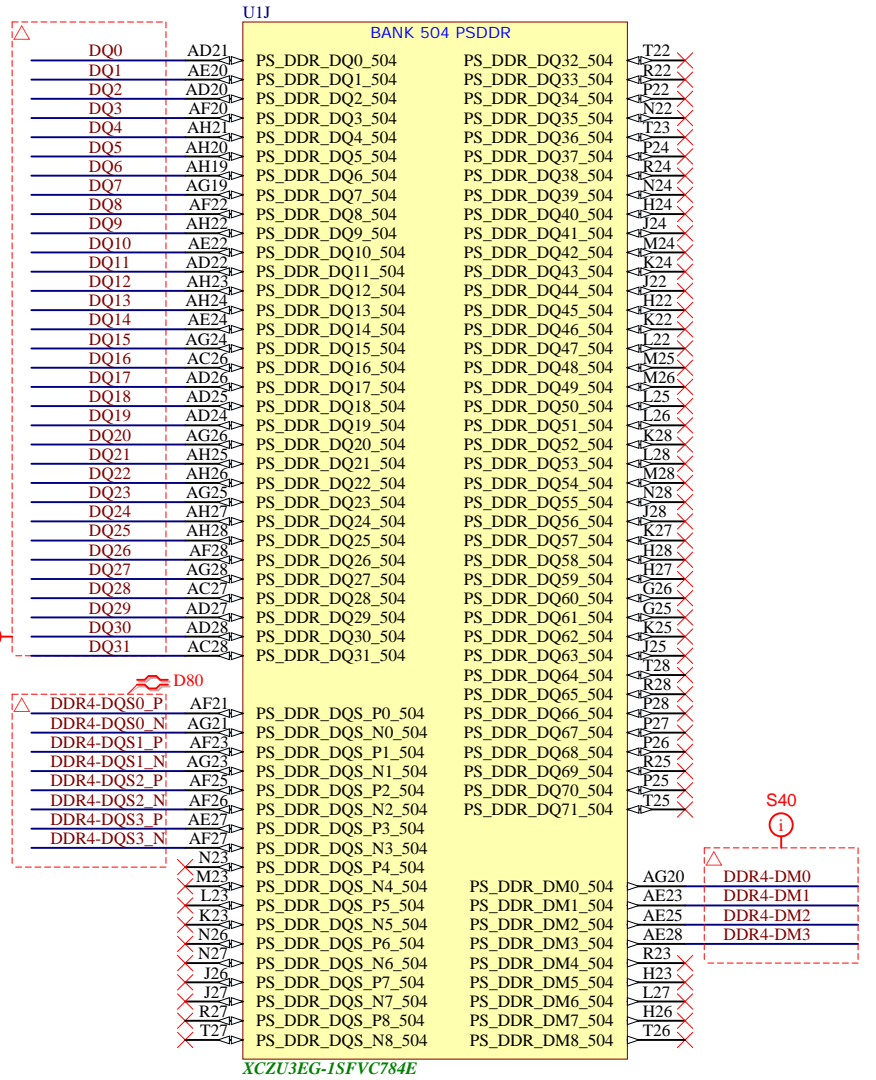 U1J
BANK 504 PSDDR
DQ0 AD21 PS_DDR_DQ0_504 PS_DDR_DQ32_504 T22
DQ1 AE20 PS_DDR_DQ1_504 PS_DDR_DQ33_504 R22
DQ2 AD20 PS_DDR_DQ2_504 PS_DDR_DQ34_504 P22
DQ3 AF20 PS_DDR_DQ3_504 PS_DDR_DQ35_504 N22
DQ4 AH21 PS_DDR_DQ4_504 PS_DDR_DQ36_504 T23
DQ5 AH20 PS_DDR_DQ5_504 PS_DDR_DQ37_504 P24
DQ6 AH19 PS_DDR_DQ6_504 PS_DDR_DQ38_504 R24
DQ7 AG19 PS_DDR_DQ7_504 PS_DDR_DQ39_504 N24
DQ8 AF22 PS_DDR_DQ8_504 PS_DDR_DQ40_504 H24
DQ9 AH22 PS_DDR_DQ9_504 PS_DDR_DQ41_504 J24
DQ10 AE22 PS_DDR_DQ10_504 PS_DDR_DQ42_504 M24
DQ11 AD22 PS_DDR_DQ11_504 PS_DDR_DQ43_504 K24
DQ12 AH23 PS_DDR_DQ12_504 PS_DDR_DQ44_504 J22
DQ13 AH24 PS_DDR_DQ13_504 PS_DDR_DQ45_504 H22
DQ14 AE24 PS_DDR_DQ14_504 PS_DDR_DQ46_504 K22
DQ15 AG24 PS_DDR_DQ15_504 PS_DDR_DQ47_504 L22
DQ16 AC26 PS_DDR_DQ16_504 PS_DDR_DQ48_504 M25
DQ17 AD26 PS_DDR_DQ17_504 PS_DDR_DQ49_504 M26
DQ18 AD25 PS_DDR_DQ18_504 PS_DDR_DQ50_504 L25
DQ19 AD24 PS_DDR_DQ19_504 PS_DDR_DQ51_504 L26
DQ20 AG26 PS_DDR_DQ20_504 PS_DDR_DQ52_504 K28
DQ21 AH25 PS_DDR_DQ21_504 PS_DDR_DQ53_504 L28
DQ22 AH26 PS_DDR_DQ22_504 PS_DDR_DQ54_504 M28
DQ23 AG25 PS_DDR_DQ23_504 PS_DDR_DQ55_504 N28
DQ24 AH27 PS_DDR_DQ24_504 PS_DDR_DQ56_504 J28
DQ25 AH28 PS_DDR_DQ25_504 PS_DDR_DQ57_504 K27
DQ26 AF28 PS_DDR_DQ26_504 PS_DDR_DQ58_504 H28
DQ27 AG28 PS_DDR_DQ27_504 PS_DDR_DQ59_504 H27
DQ28 AC27 PS_DDR_DQ28_504 PS_DDR_DQ60_504 G26
DQ29 AD27 PS_DDR_DQ29_504 PS_DDR_DQ61_504 G25
DQ30 AD28 PS_DDR_DQ30_504 PS_DDR_DQ62_504 K25
DQ31 AC28 PS_DDR_DQ31_504 PS_DDR_DQ63_504 J25
PS_DDR_DQ64_504 T28
D80 PS_DDR_DQ65_504 R28
DDR4-DQS0_P AF21 PS_DDR_DQS_P0_504 PS_DDR_DQ66_504 P28
DDR4-DQS0_N AG21 PS_DDR_DQS_N0_504 PS_DDR_DQ67_504 P27
DDR4-DQS1_P AF23 PS_DDR_DQS_P1_504 PS_DDR_DQ68_504 P26
DDR4-DQS1_N AG23 PS_DDR_DQS_N1_504 PS_DDR_DQ69_504 R25
DDR4-DQS2_P AF25 PS_DDR_DQS_P2_504 PS_DDR_DQ70_504 P25
DDR4-DQS2_N AF26 PS_DDR_DQS_N2_504 PS_DDR_DQ71_504 T25
DDR4-DQS3_P AE27 PS_DDR_DQS_P3_504 S40
DDR4-DQS3_N AF27 PS_DDR_DQS_N3_504 i
N23 PS_DDR_DQS_P4_504
M23 PS_DDR_DQS_N4_504 PS_DDR_DM0_504 AG20 DDR4-DM0
L23 PS_DDR_DQS_P5_504 PS_DDR_DM1_504 AE23 DDR4-DM1
K23 PS_DDR_DQS_N5_504 PS_DDR_DM2_504 AE25 DDR4-DM2
N26 PS_DDR_DQS_P6_504 PS_DDR_DM3_504 AE28 DDR4-DM3
N27 PS_DDR_DQS_N6_504 PS_DDR_DM4_504 R23
J26 PS_DDR_DQS_P7_504 PS_DDR_DM5_504 H23
J27 PS_DDR_DQS_N7_504 PS_DDR_DM6_504 L27
R27 PS_DDR_DQS_P8_504 PS_DDR_DM7_504 H26
T27 PS_DDR_DQS_N8_504 PS_DDR_DM8_504 T26
XCZU3EG-1SFVC784E